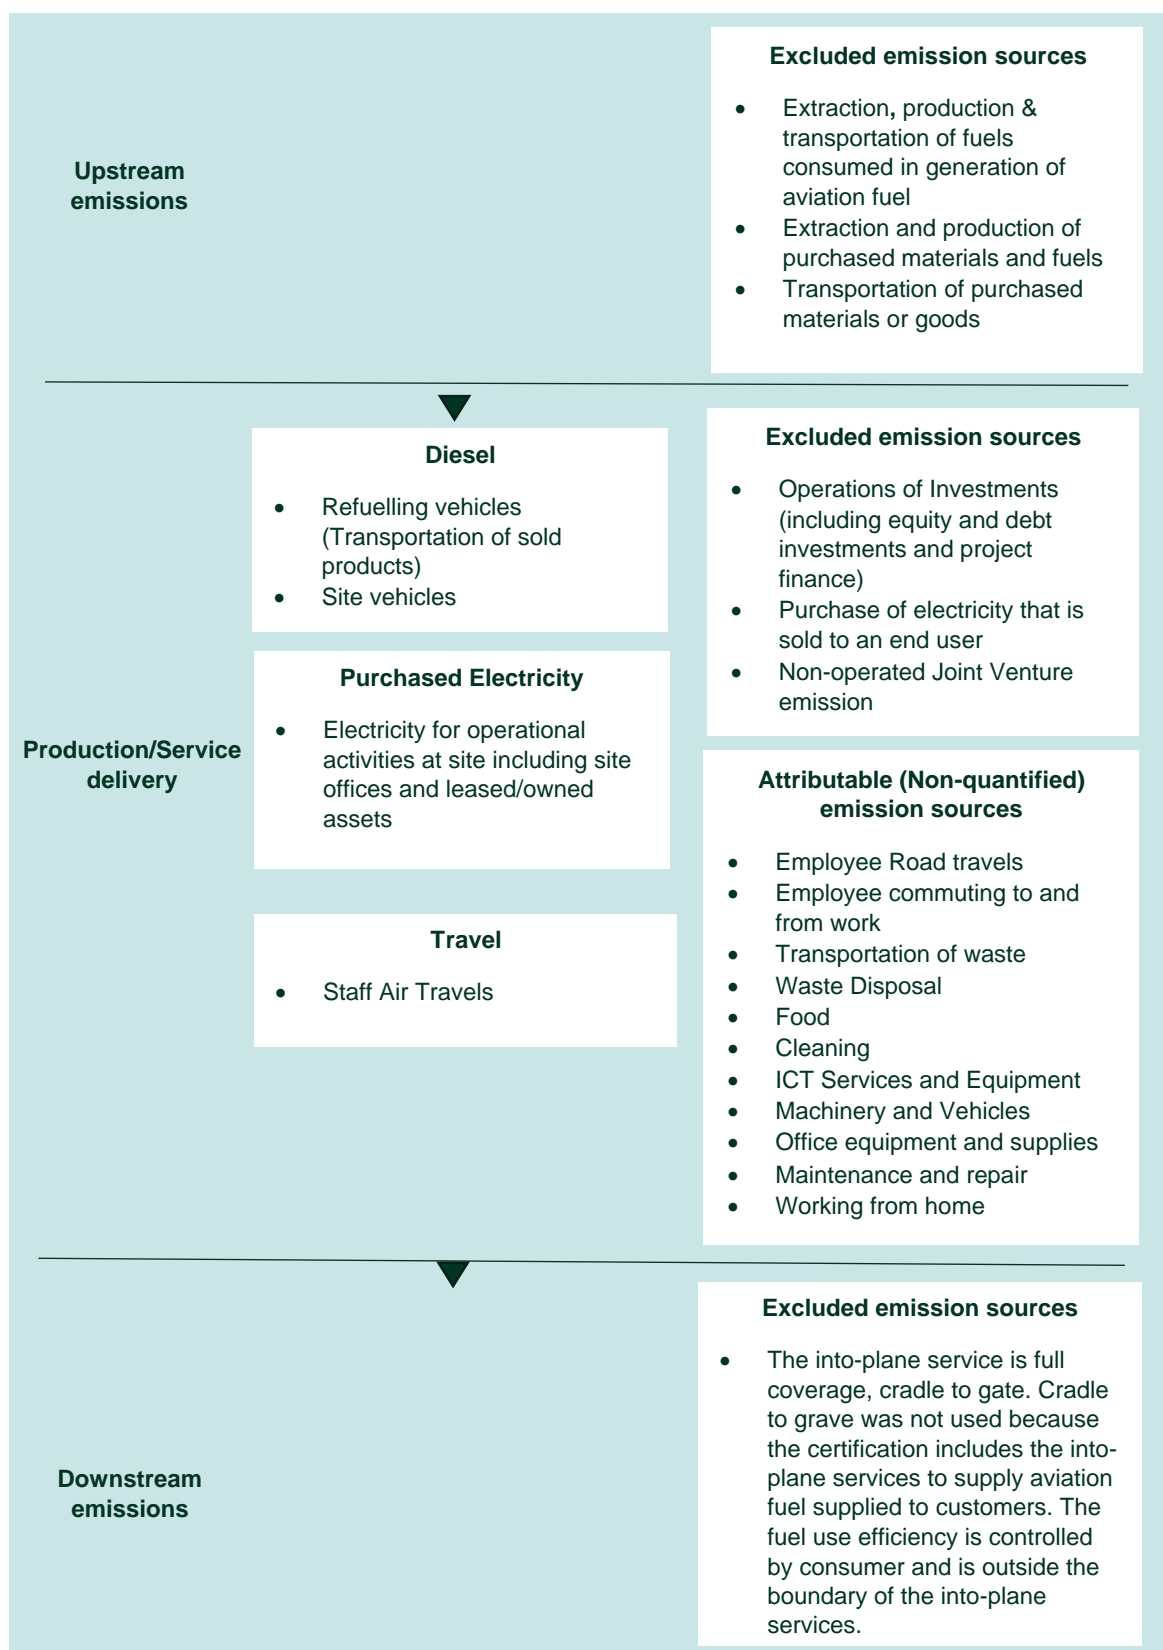 Upstream
emissions
Excluded emission sources
• Extraction, production &
transportation of fuels
consumed in generation of
aviation fuel
• Extraction and production of
purchased materials and fuels
• Transportation of purchased
materials or goods
Production/Service
delivery
Diesel
• Refuelling vehicles
(Transportation of sold
products)
• Site vehicles
Purchased Electricity
• Electricity for operational
activities at site including site
offices and leased/owned
assets
Travel
• Staff Air Travels
Excluded emission sources
• Operations of Investments
(including equity and debt
investments and project
finance)
• Purchase of electricity that is
sold to an end user
• Non-operated Joint Venture
emission
Attributable (Non-quantified)
emission sources
• Employee Road travels
• Employee commuting to and
from work
• Transportation of waste
• Waste Disposal
• Food
• Cleaning
• ICT Services and Equipment
• Machinery and Vehicles
• Office equipment and supplies
• Maintenance and repair
• Working from home
Downstream
emissions
Excluded emission sources
• The into-plane service is full
coverage, cradle to gate. Cradle
to grave was not used because
the certification includes the into-
plane services to supply aviation
fuel supplied to customers. The
fuel use efficiency is controlled
by consumer and is outside the
boundary of the into-plane
services.